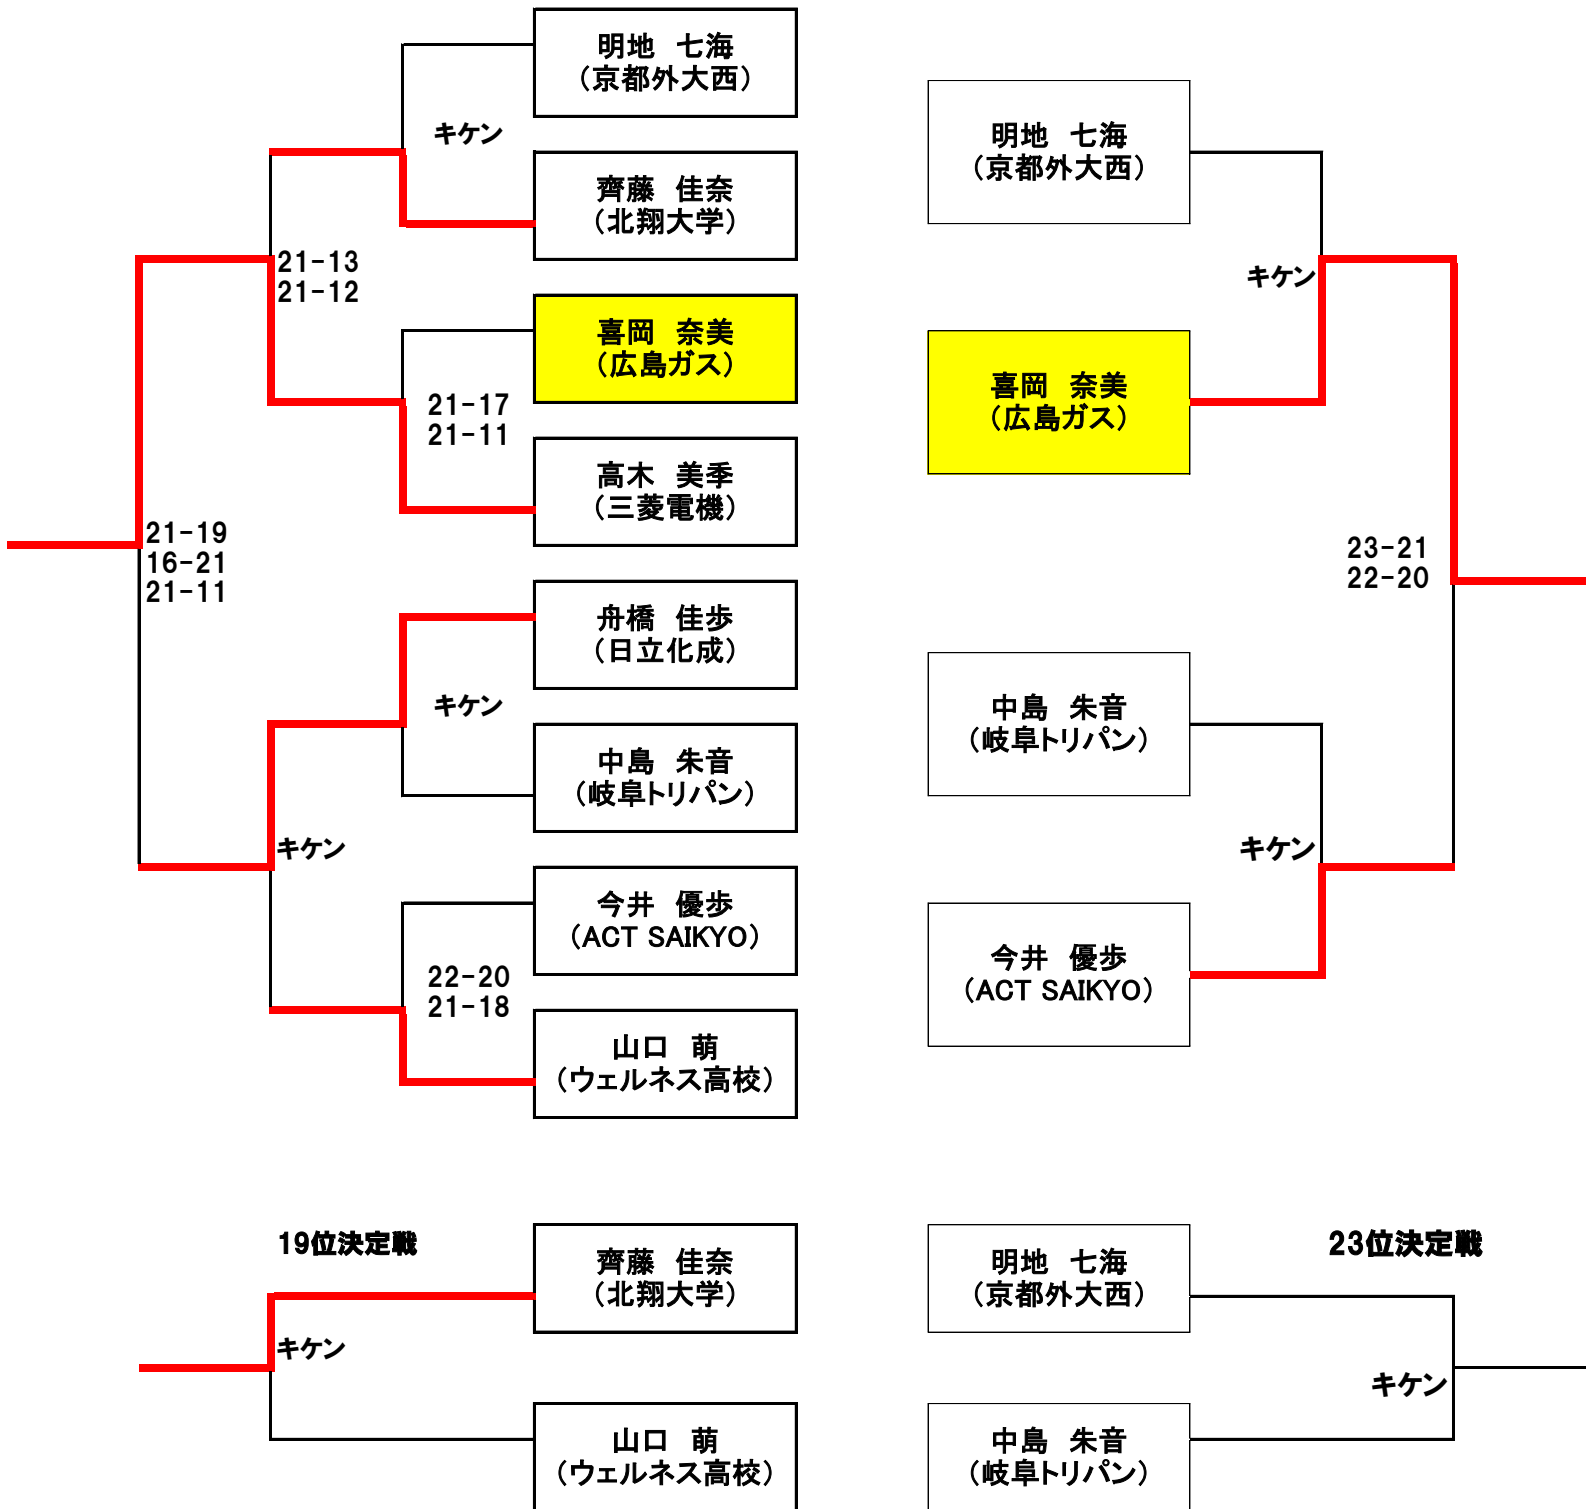 明地　七海
（京都外大西）
キケン
齊藤　佳奈
（北翔大学）
21-13
21-12
喜岡　奈美
（広島ガス）
21-17
21-11
高木　美季
（三菱電機）
21-19
16-21
21-11
舟橋　佳歩
（日立化成）
キケン
中島　朱音
（岐阜トリパン）
キケン
今井　優歩
（ACT SAIKYO）
22-20
21-18
山口　萌
（ウェルネス高校）
明地　七海
（京都外大西）
キケン
喜岡　奈美
（広島ガス）
23-21
22-20
中島　朱音
（岐阜トリパン）
キケン
今井　優歩
（ACT SAIKYO）
19位決定戦
齊藤　佳奈
（北翔大学）
キケン
山口　萌
（ウェルネス高校）
23位決定戦
明地　七海
（京都外大西）
キケン
中島　朱音
（岐阜トリパン）